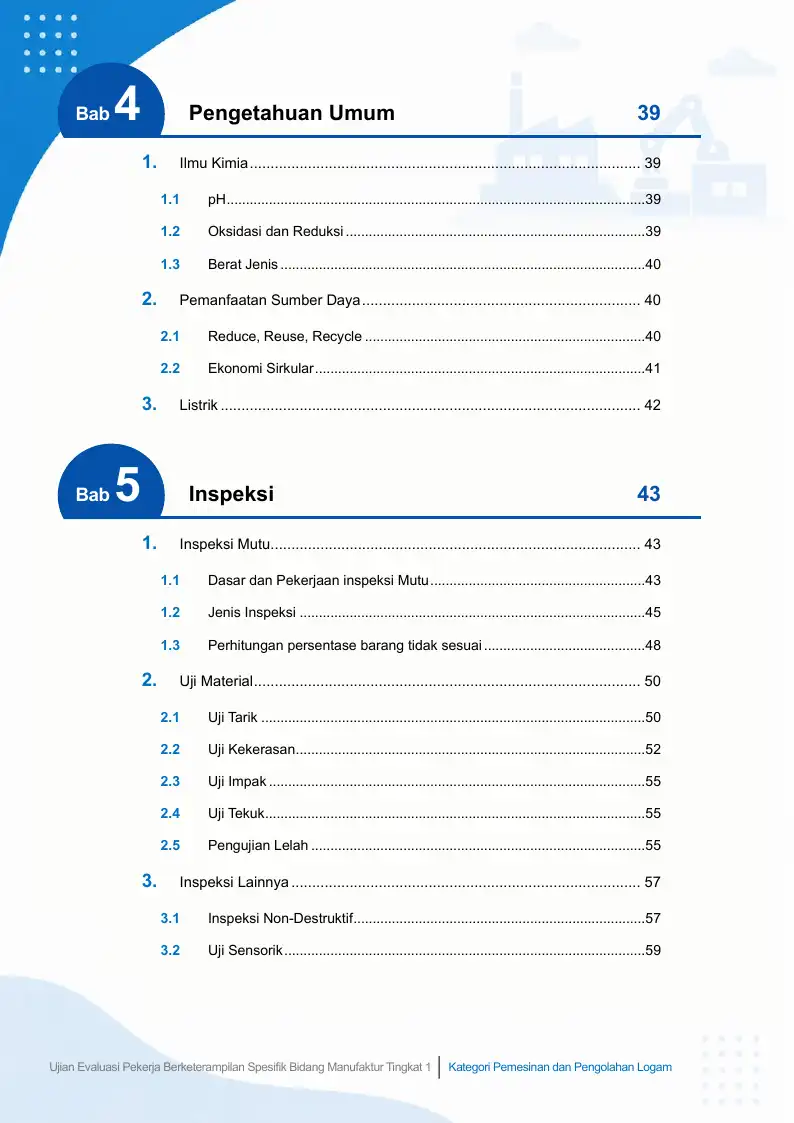 Bab 4 Pengetahuan Umum 39
1. Ilmu Kimia 39
1.1 pH 39
1.2 Oksidasi dan Reduksi 39
1.3 Berat Jenis 40
2. Pemanfaatan Sumber Daya 40
2.1 Reduce, Reuse, Recycle 40
2.2 Ekonomi Sirkular 41
3. Listrik 42
Bab 5 Inspeksi 43
1. Inspeksi Mutu 43
1.1 Dasar dan Pekerjaan inspeksi Mutu 43
1.2 Jenis Inspeksi 45
1.3 Perhitungan persentase barang tidak sesuai 48
2. Uji Material 50
2.1 Uji Tarik 50
2.2 Uji Kekerasan 52
2.3 Uji Impak 55
2.4 Uji Tekuk 55
2.5 Pengujian Lelah 55
3. Inspeksi Lainnya 57
3.1 Inspeksi Non-Destruktif 57
3.2 Uji Sensorik 59
Ujian Evaluasi Pekerja Berketerampilan Spesifik Bidang Manufaktur Tingkat 1 | Kategori Pemesinan dan Pengolahan Logam